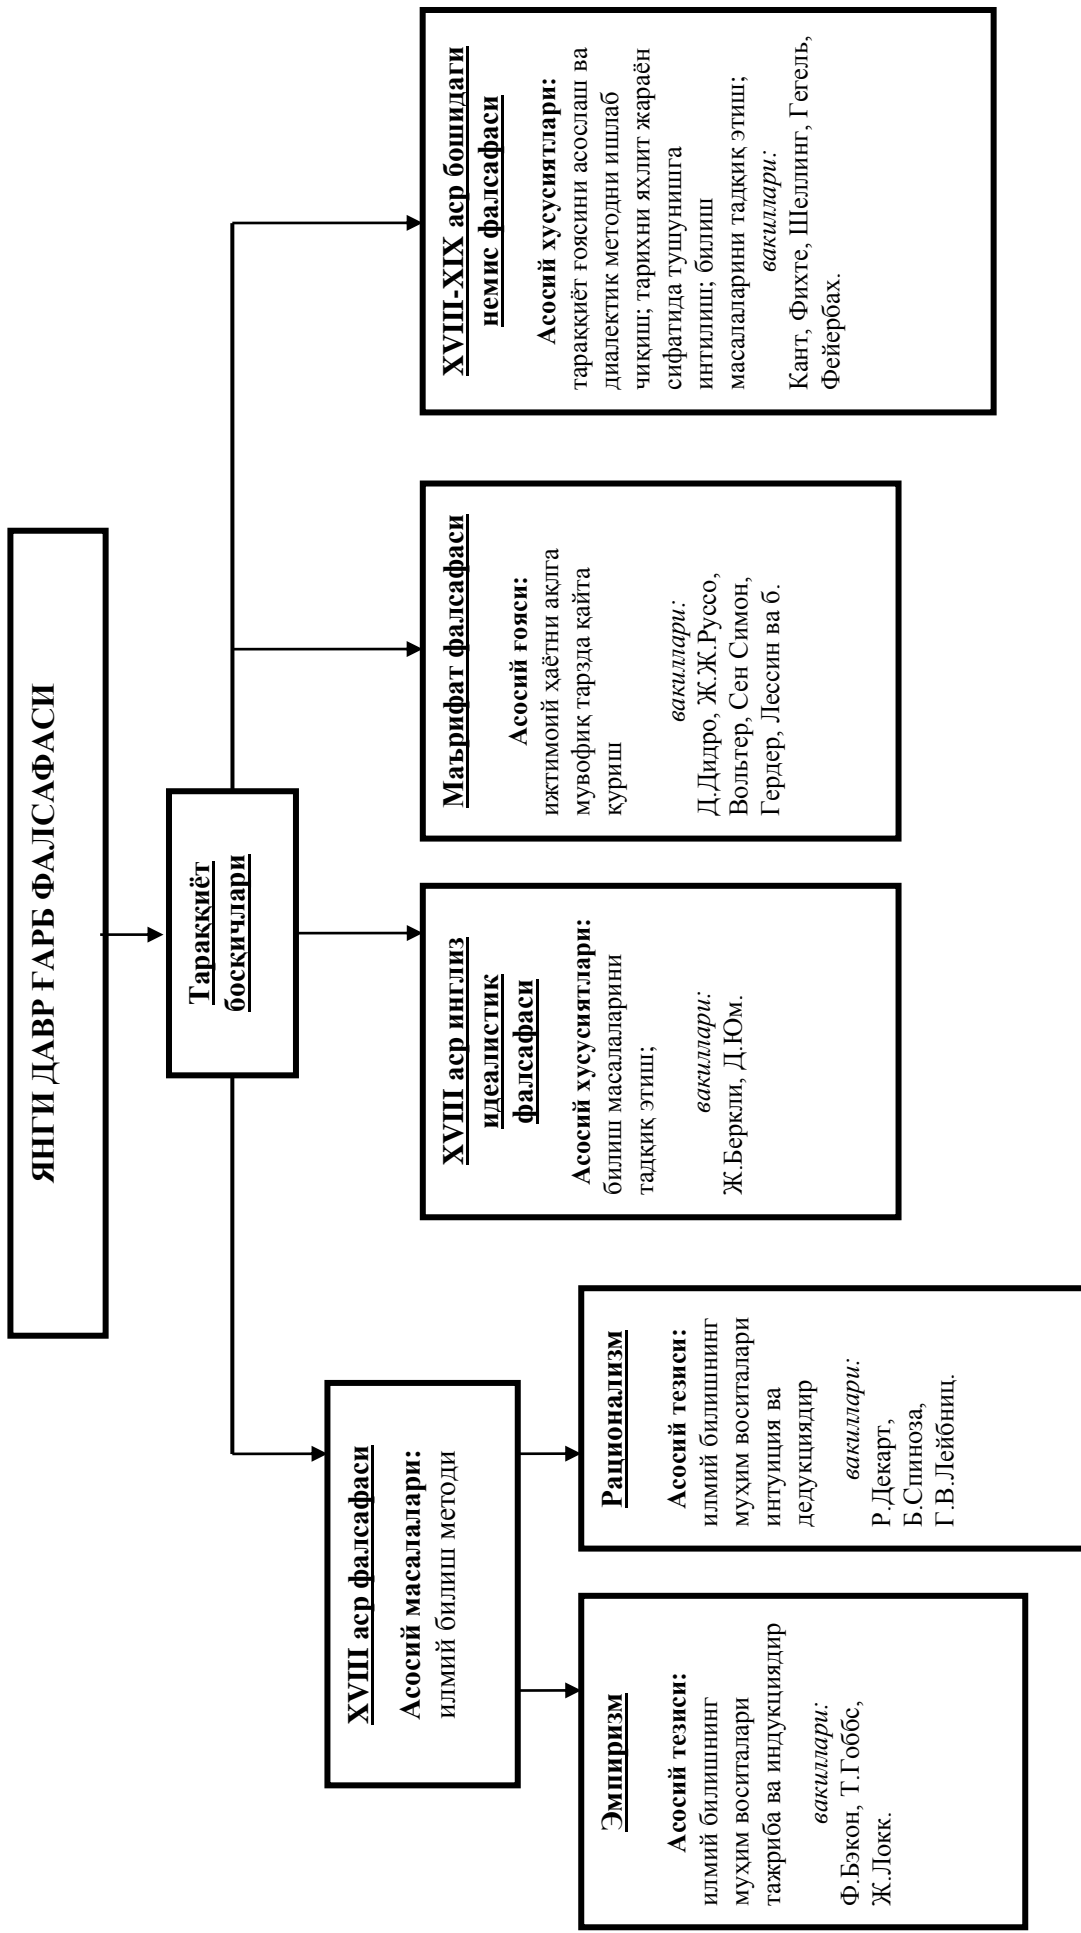 ЯНГИ ДАВР ҒАРБ ФАЛСАФАСИ
Тараққиёт
босқичлари
XVIII аср фалсафаси
Асосий масалалари:
илмий билиш методи
Эмпиризм
Асосий тезиси:
илмий билишнинг
муҳим воситалари
тажриба ва индукциядир
вакиллари:
Ф.Бэкон, Т.Гоббс,
Ж.Локк.
Рационализм
Асосий тезиси:
илмий билишнинг
муҳим воситалари
интуиция ва
дедукциядир
вакиллари:
Р.Декарт,
Б.Спиноза,
Г.В.Лейбниц.
XVIII аср инглиз
идеалистик
фалсафаси
Асосий хусусиятлари:
билиш масалаларини
тадқиқ этиш;
вакиллари:
Ж.Беркли, Д.Юм.
Маърифат фалсафаси
Асосий ғояси:
ижтимоий ҳаётни ақлга
мувофиқ тарзда қайта
қуриш
вакиллари:
Д.Дидро, Ж.Ж.Руссо,
Вольтер, Сен Симон,
Гердер, Лессин ва б.
XVIII-XIX аср бошидаги
немис фалсафаси
Асосий хусусиятлари:
тараққиёт ғоясини асослаш ва
диалектик методни ишлаб
чиқиш; тарихни яхлит жараён
сифатида тушунишга
интилиш; билиш
масалаларини тадқиқ этиш;
вакиллари:
Кант, Фихте, Шеллинг, Гегель,
Фейербах.